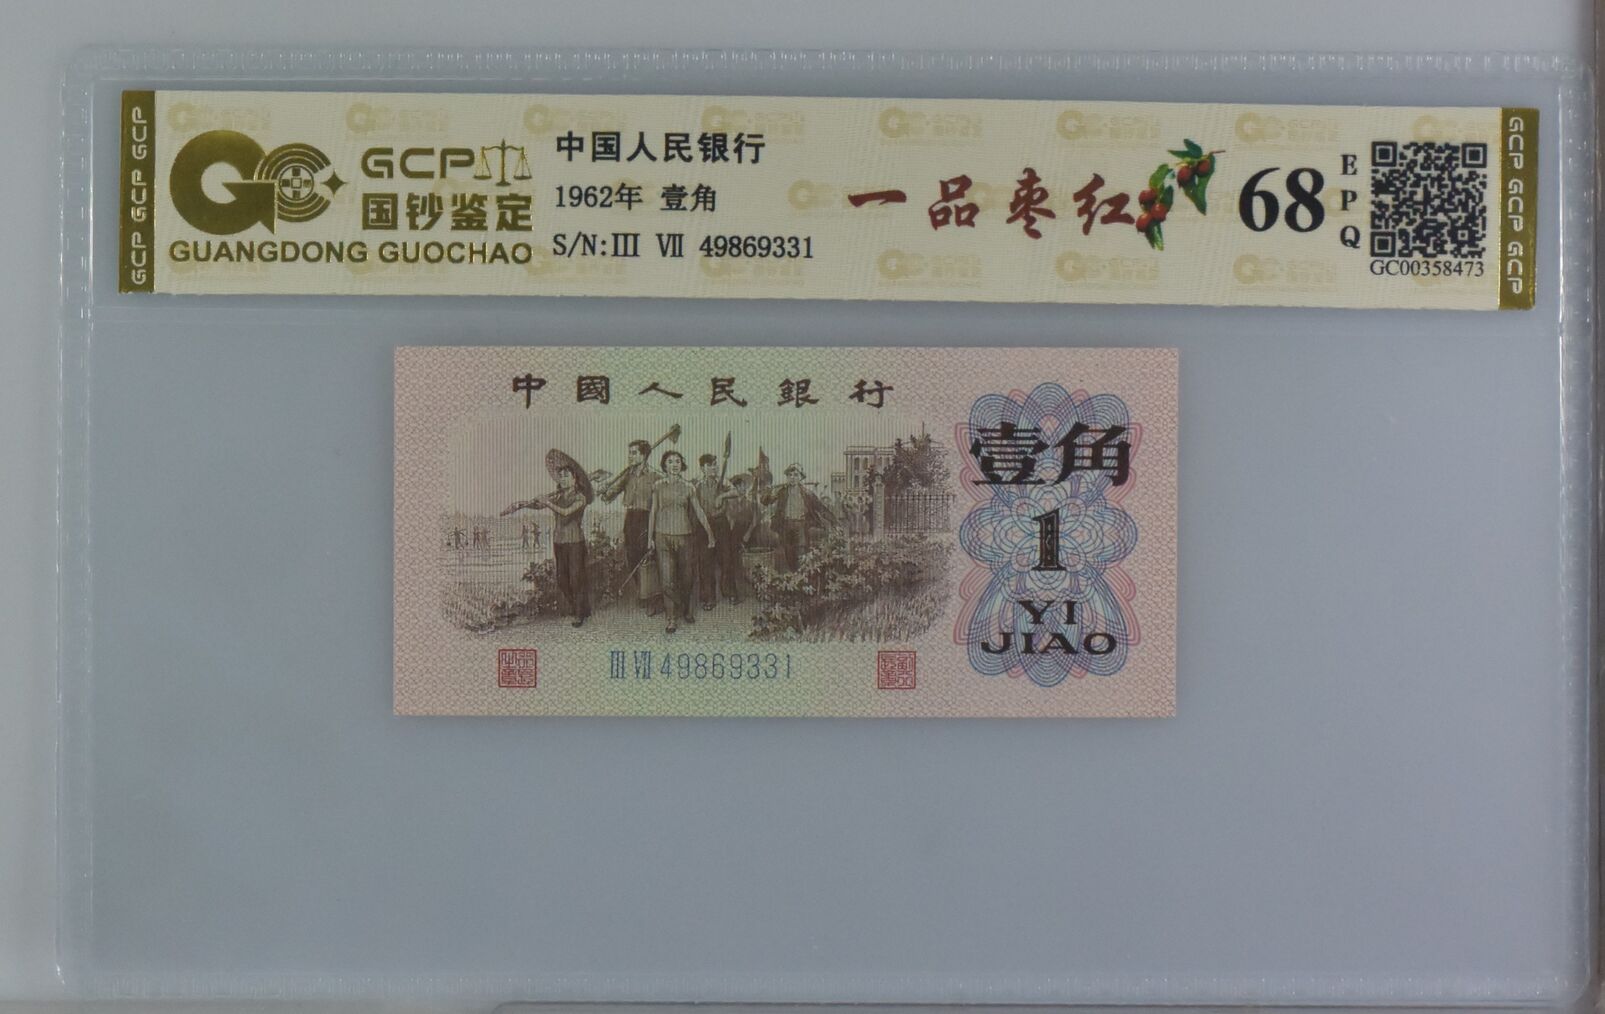 GCP GCP GCP
GCP
国钞鉴定
GUANGDONG GUOCHAO
中国人民银行
1962年 壹角
S/N:Ⅲ Ⅶ 49869331
一品枣红
68
EPQ
GC00358473
GCP GCP GCP
中國人民銀行
壹角
1
YI
JIAO
Ⅲ Ⅶ 49869331